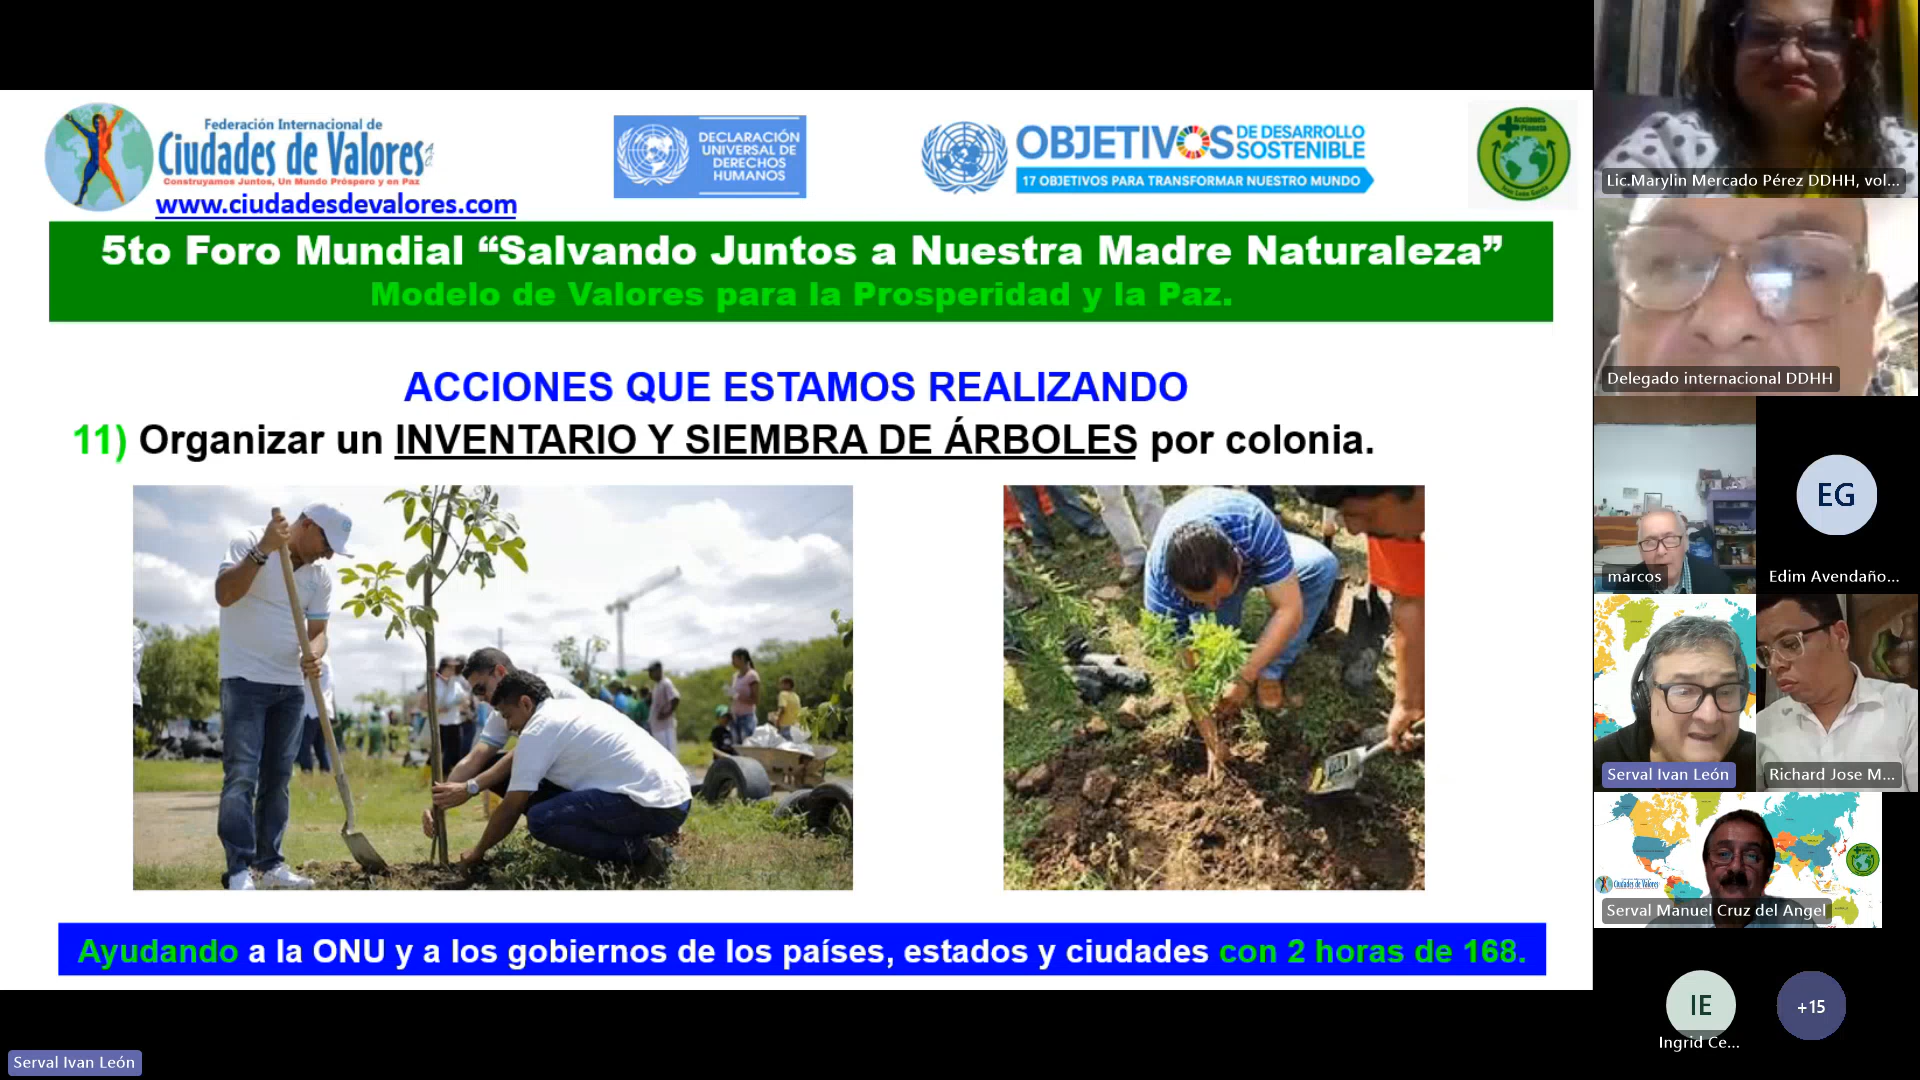 Federación Internacional de
Ciudades de Valores
Construyamos Juntos, Un Mundo Próspero y en Paz
www.ciudadesdevalores.com
DECLARACIÓN
UNIVERSAL DE
DERECHOS
HUMANOS
OBJETIVOS DE DESARROLLO
SOSTENIBLE
17 OBJETIVOS PARA TRANSFORMAR NUESTRO MUNDO
Acciones
+ Planeta
5to Foro Mundial “Salvando Juntos a Nuestra Madre Naturaleza”
Modelo de Valores para la Prosperidad y la Paz.
ACCIONES QUE ESTAMOS REALIZANDO
11) Organizar un INVENTARIO Y SIEMBRA DE ÁRBOLES por colonia.
Ayudando a la ONU y a los gobiernos de los países, estados y ciudades con 2 horas de 168.
Serval Ivan León
Lic.Marylin Mercado Pérez DDHH, vol...
Delegado internacional DDHH
marcos
EG
Edim Avendaño...
Serval Ivan León
Richard Jose M...
Ciudades de Valores
Serval Manuel Cruz del Angel
IE
Ingrid Ce...
+15